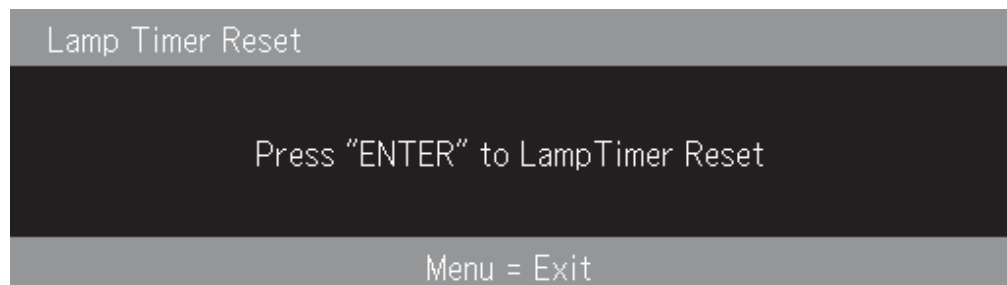 Lamp Timer Reset
Press "ENTER" to LampTimer Reset
Menu = Exit